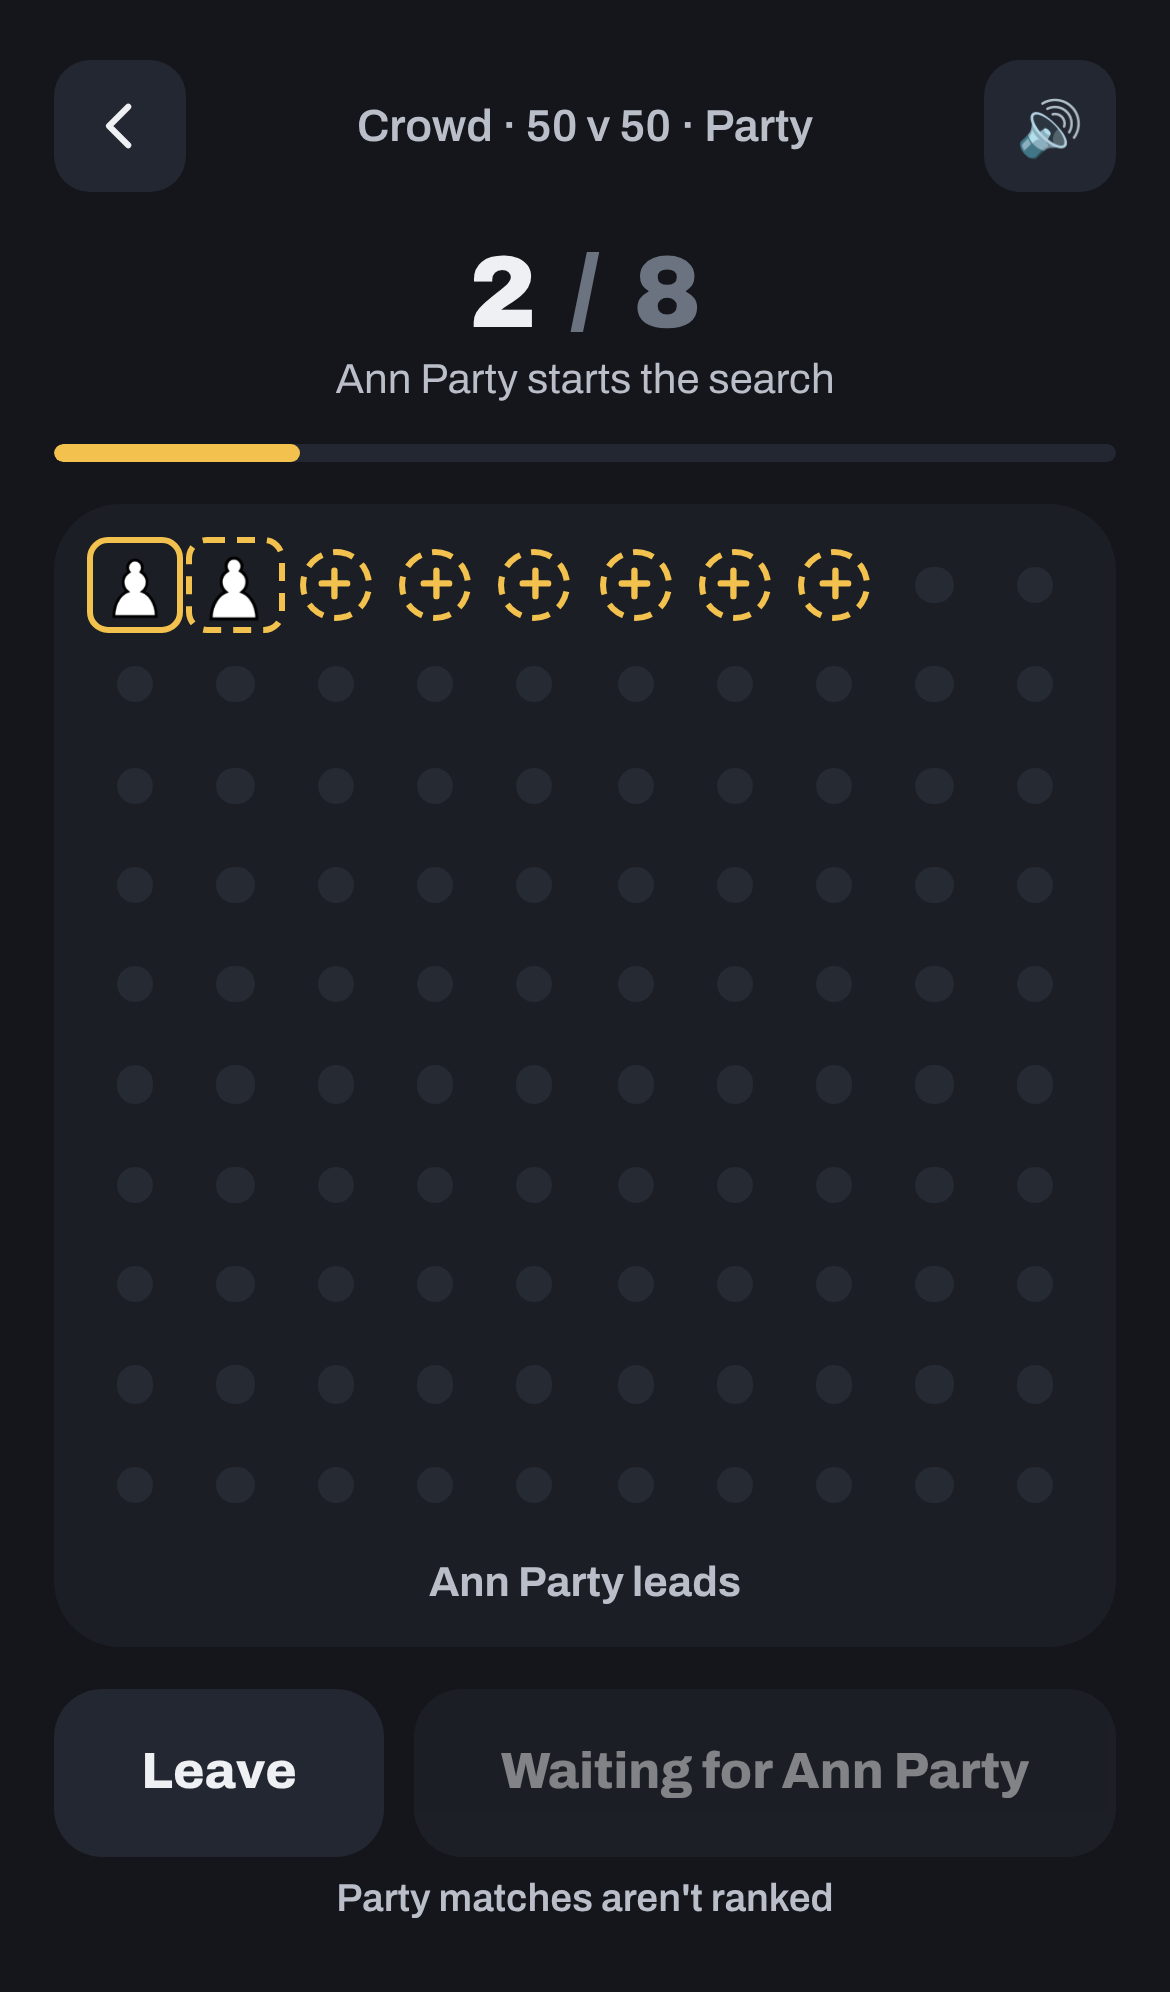 Crowd · 50 v 50 · Party
2 / 8
Ann Party starts the search
Ann Party leads
Leave
Waiting for Ann Party
Party matches aren't ranked